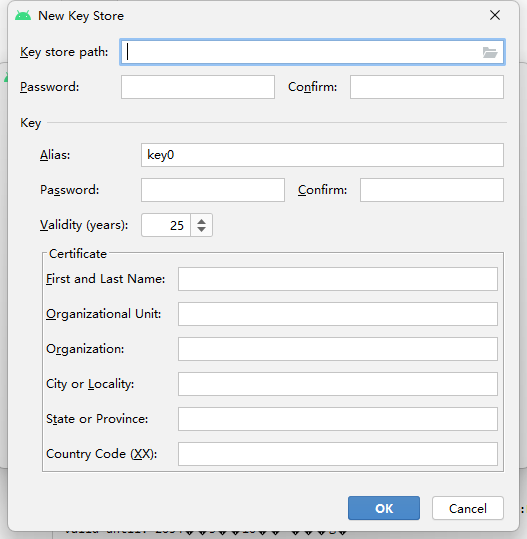 New Key Store
Key store path:
Password: Confirm:
Key
Alias: key0
Password: Confirm:
Validity (years): 25
Certificate
First and Last Name:
Organizational Unit:
Organization:
City or Locality:
State or Province:
Country Code (XX):
OK Cancel